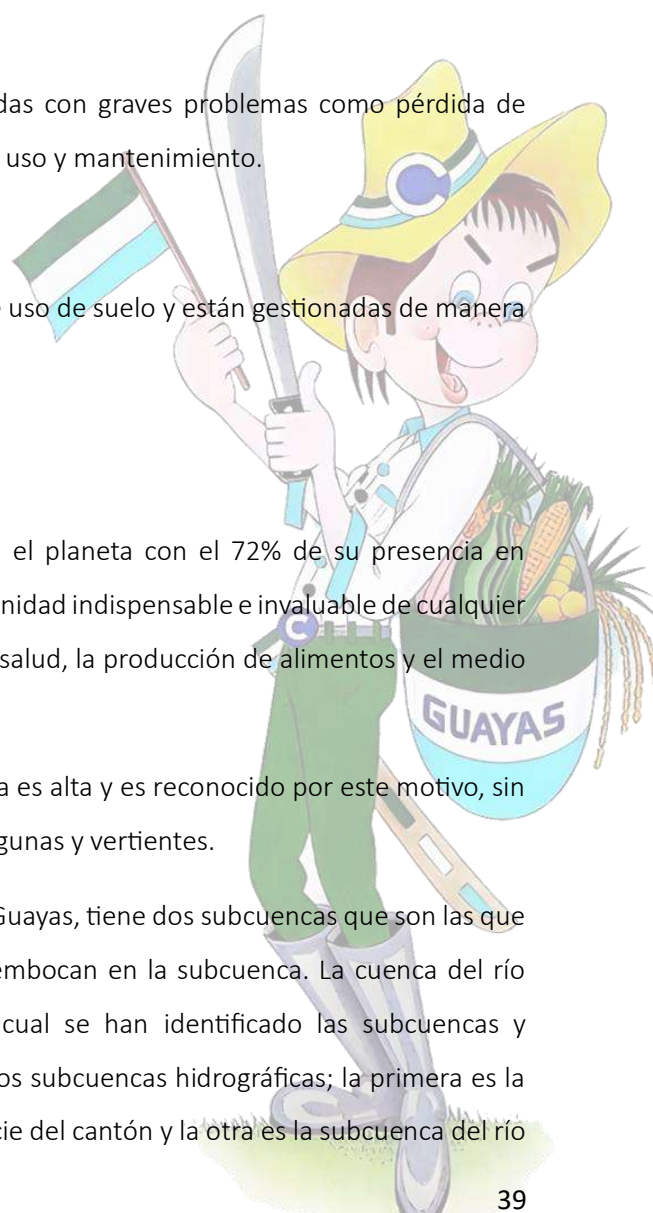 das con graves problemas como pérdida de
uso y mantenimiento.
uso de suelo y están gestionadas de manera
el planeta con el 72% de su presencia en
nidad indispensable e invaluable de cualquier
salud, la producción de alimentos y el medio
GUAYAS
a es alta y es reconocido por este motivo, sin
gunas y vertientes.
Guayas, tiene dos subcuencas que son las que
embocan en la subcuenca. La cuenca del río
cual se han identificado las subcuencas y
os subcuencas hidrográficas; la primera es la
cie del cantón y la otra es la subcuenca del río
39